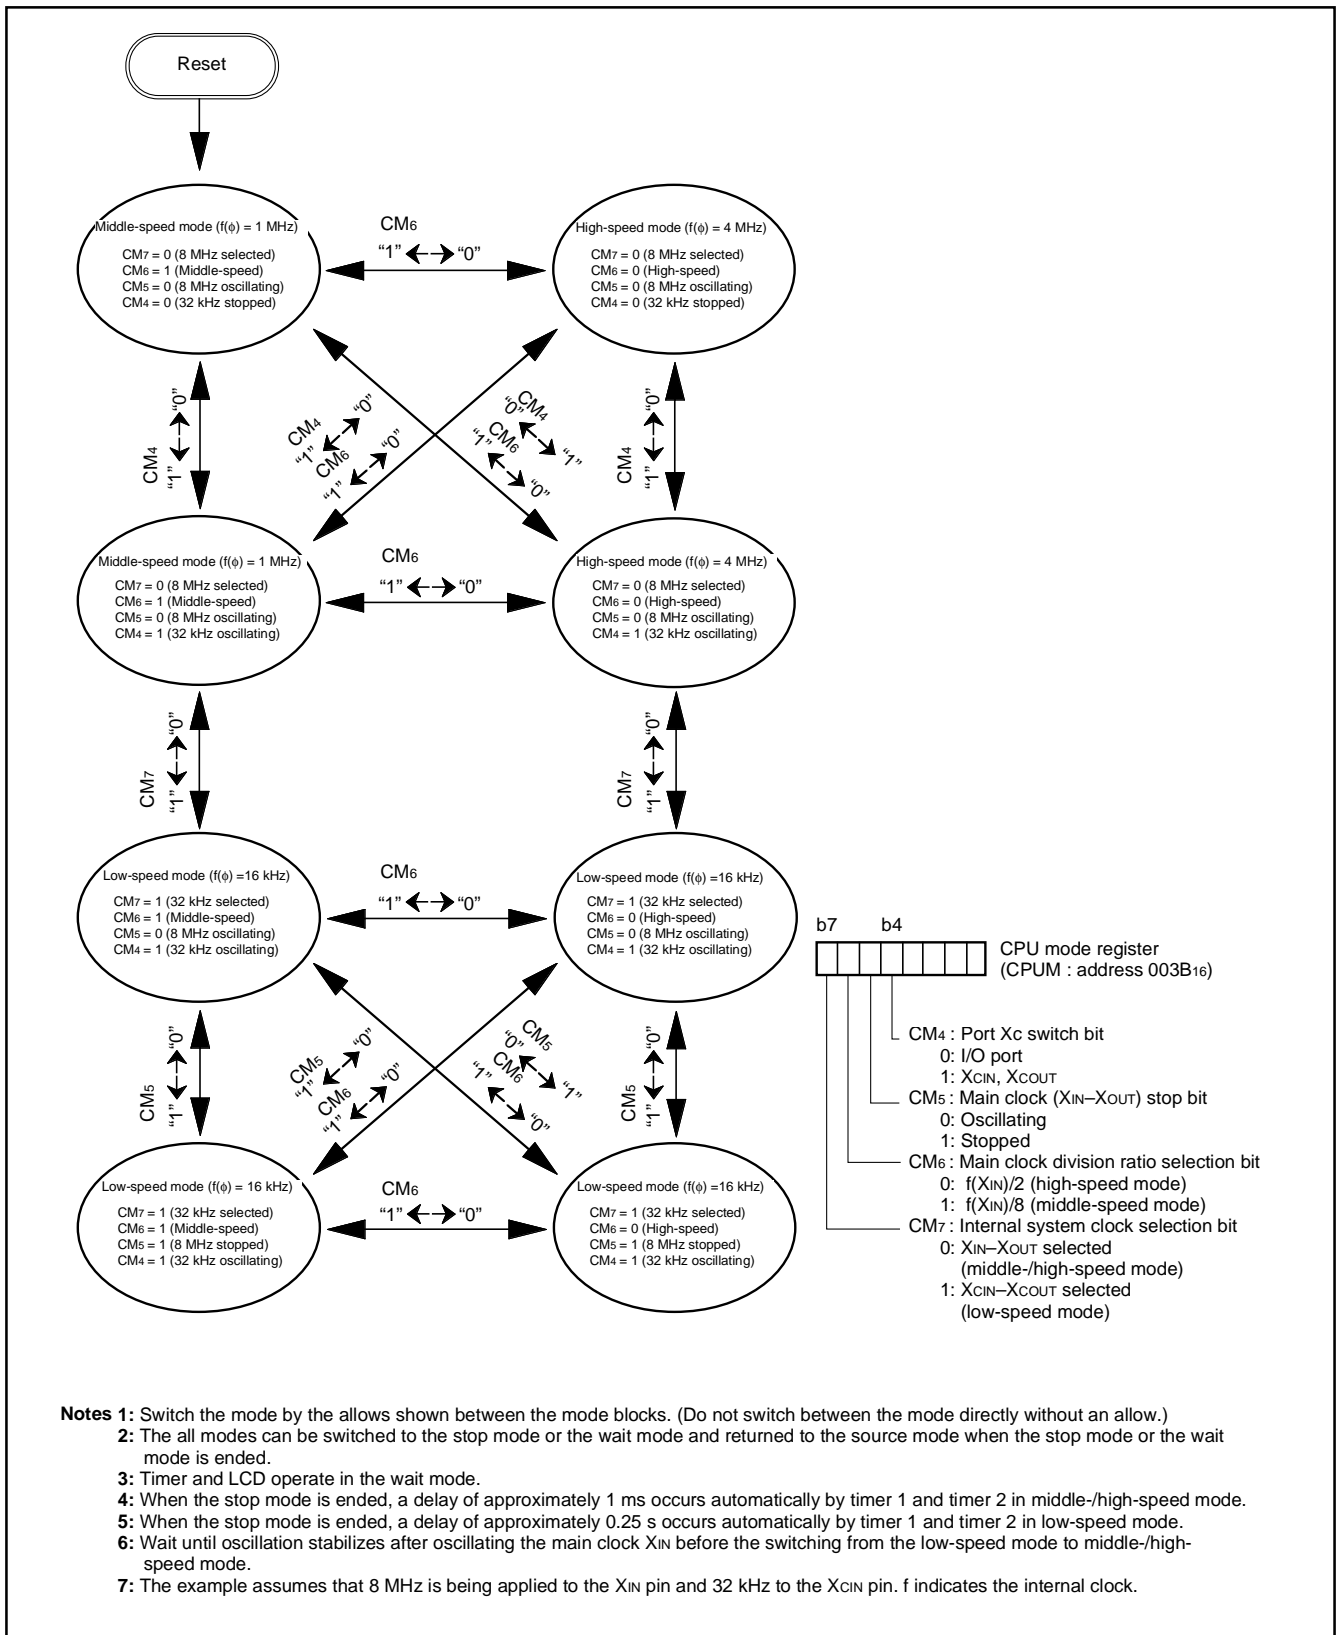 Reset
Middle-speed mode (f(ϕ) = 1 MHz)
CM7 = 0 (8 MHz selected)
CM6 = 1 (Middle-speed)
CM5 = 0 (8 MHz oscillating)
CM4 = 0 (32 kHz stopped)
CM6
“1” “0”
High-speed mode (f(ϕ) = 4 MHz)
CM7 = 0 (8 MHz selected)
CM6 = 0 (High-speed)
CM5 = 0 (8 MHz oscillating)
CM4 = 0 (32 kHz stopped)
CM4
“1” “0”
CM4
“1” “0”
CM6
“1” “0”
CM4
“0” “1”
CM6
“1” “0”
CM4
“1” “0”
Middle-speed mode (f(ϕ) = 1 MHz)
CM7 = 0 (8 MHz selected)
CM6 = 1 (Middle-speed)
CM5 = 0 (8 MHz oscillating)
CM4 = 1 (32 kHz oscillating)
CM6
“1” “0”
High-speed mode (f(ϕ) = 4 MHz)
CM7 = 0 (8 MHz selected)
CM6 = 0 (High-speed)
CM5 = 0 (8 MHz oscillating)
CM4 = 1 (32 kHz oscillating)
CM7
“1” “0”
CM7
“1” “0”
Low-speed mode (f(ϕ) =16 kHz)
CM7 = 1 (32 kHz selected)
CM6 = 1 (Middle-speed)
CM5 = 0 (8 MHz oscillating)
CM4 = 1 (32 kHz oscillating)
CM6
“1” “0”
Low-speed mode (f(ϕ) =16 kHz)
CM7 = 1 (32 kHz selected)
CM6 = 0 (High-speed)
CM5 = 0 (8 MHz oscillating)
CM4 = 1 (32 kHz oscillating)
CM5
“1” “0”
CM5
“1” “0”
CM6
“1” “0”
CM5
“0” “1”
CM6
“1” “0”
CM5
“1” “0”
Low-speed mode (f(ϕ) = 16 kHz)
CM7 = 1 (32 kHz selected)
CM6 = 1 (Middle-speed)
CM5 = 1 (8 MHz stopped)
CM4 = 1 (32 kHz oscillating)
CM6
“1” “0”
Low-speed mode (f(ϕ) =16 kHz)
CM7 = 1 (32 kHz selected)
CM6 = 0 (High-speed)
CM5 = 1 (8 MHz stopped)
CM4 = 1 (32 kHz oscillating)
b7 b4
CPU mode register
(CPUM : address 003B16)
CM4 : Port Xc switch bit
0: I/O port
1: XCIN, XCOUT
CM5 : Main clock (XIN–XOUT) stop bit
0: Oscillating
1: Stopped
CM6 : Main clock division ratio selection bit
0: f(XIN)/2 (high-speed mode)
1: f(XIN)/8 (middle-speed mode)
CM7 : Internal system clock selection bit
0: XIN–XOUT selected
(middle-/high-speed mode)
1: XCIN–XCOUT selected
(low-speed mode)
Notes 1: Switch the mode by the allows shown between the mode blocks. (Do not switch between the mode directly without an allow.)
2: The all modes can be switched to the stop mode or the wait mode and returned to the source mode when the stop mode or the wait
mode is ended.
3: Timer and LCD operate in the wait mode.
4: When the stop mode is ended, a delay of approximately 1 ms occurs automatically by timer 1 and timer 2 in middle-/high-speed mode.
5: When the stop mode is ended, a delay of approximately 0.25 s occurs automatically by timer 1 and timer 2 in low-speed mode.
6: Wait until oscillation stabilizes after oscillating the main clock XIN before the switching from the low-speed mode to middle-/high-
speed mode.
7: The example assumes that 8 MHz is being applied to the XIN pin and 32 kHz to the XCIN pin. f indicates the internal clock.